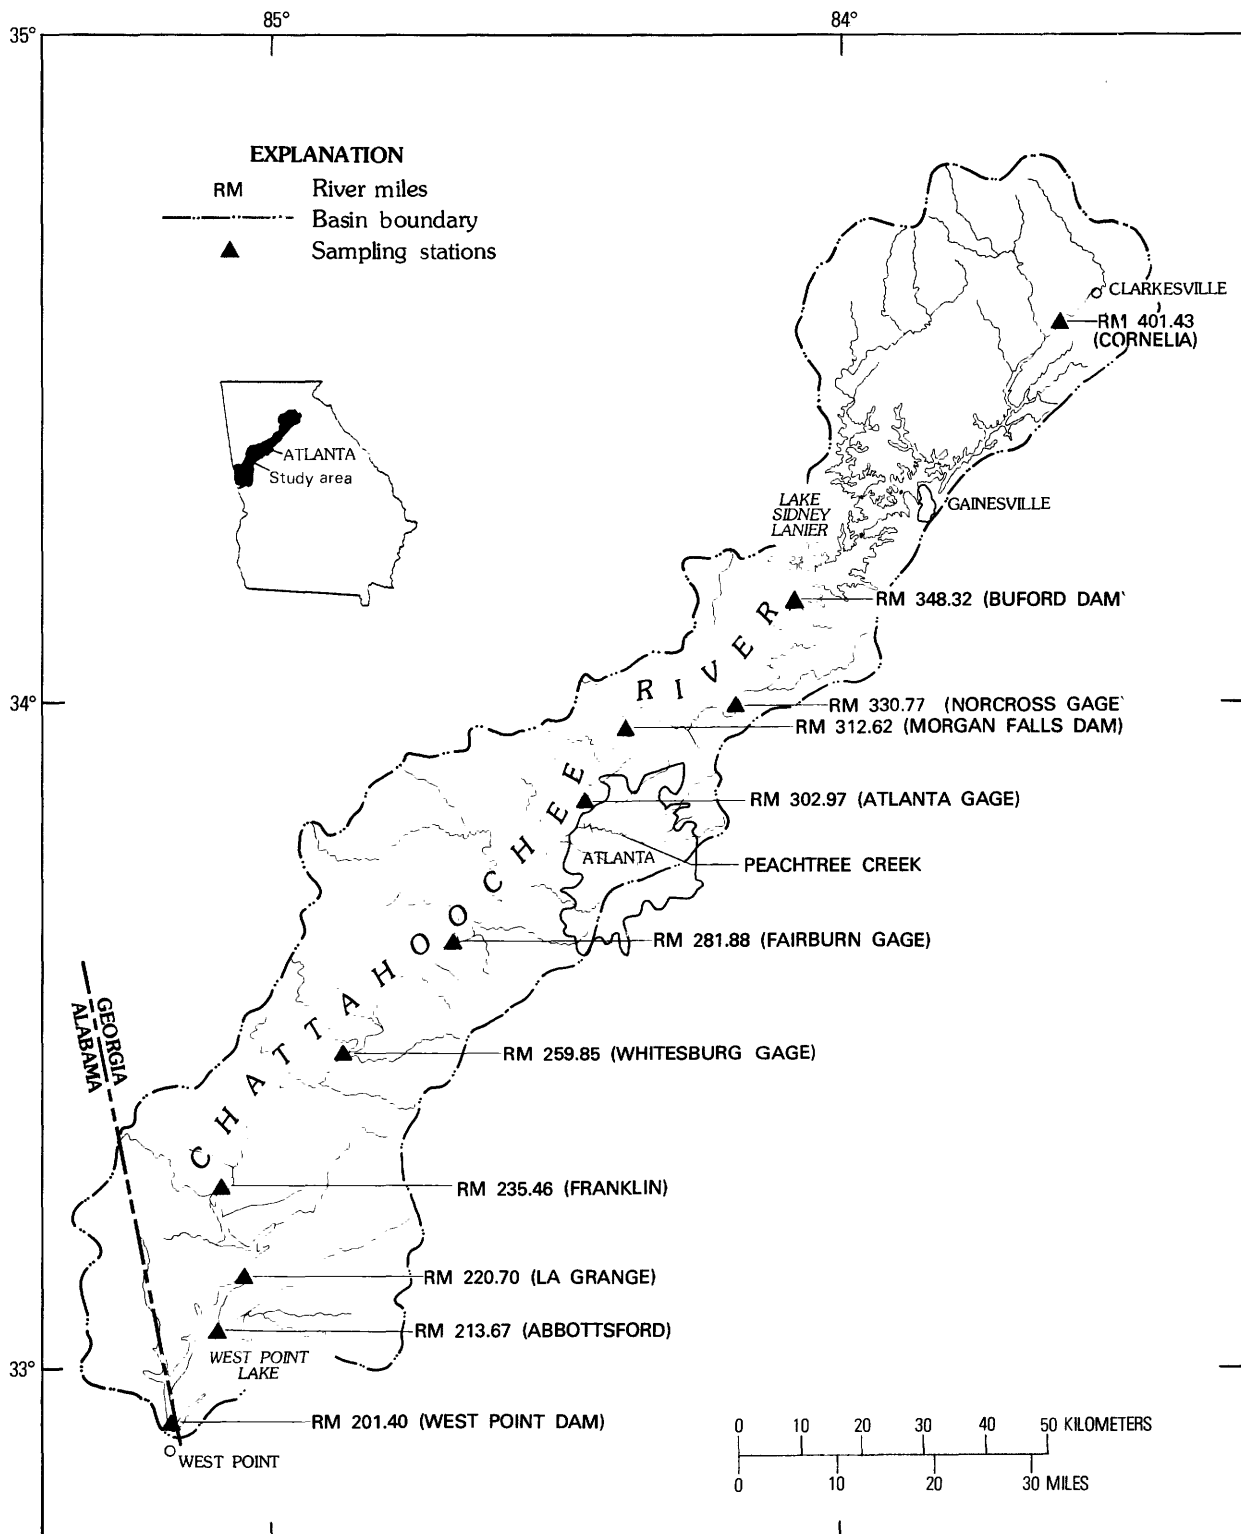 85°
84°
35°
EXPLANATION
RM River miles
Basin boundary
Sampling stations
CLARKESVILLE
RM 401.43
(CORNELIA)
ATLANTA
Study area
LAKE
SIDNEY
LANIER
GAINESVILLE
RM 348.32 (BUFORD DAM
34°
RM 330.77 (NORCROSS GAGE
RM 312.62 (MORGAN FALLS DAM)
RM 302.97 (ATLANTA GAGE)
ATLANTA
PEACHTREE CREEK
RM 281.88 (FAIRBURN GAGE)
CHATTAHOOCHEE RIVER
GEORGIA
ALABAMA
RM 259.85 (WHITESBURG GAGE)
RM 235.46 (FRANKLIN)
RM 220.70 (LA GRANGE)
RM 213.67 (ABBOTTSFORD)
33°
WEST POINT
LAKE
RM 201.40 (WEST POINT DAM)
WEST POINT
0 10 20 30 40 50 KILOMETERS
0 10 20 30 MILES